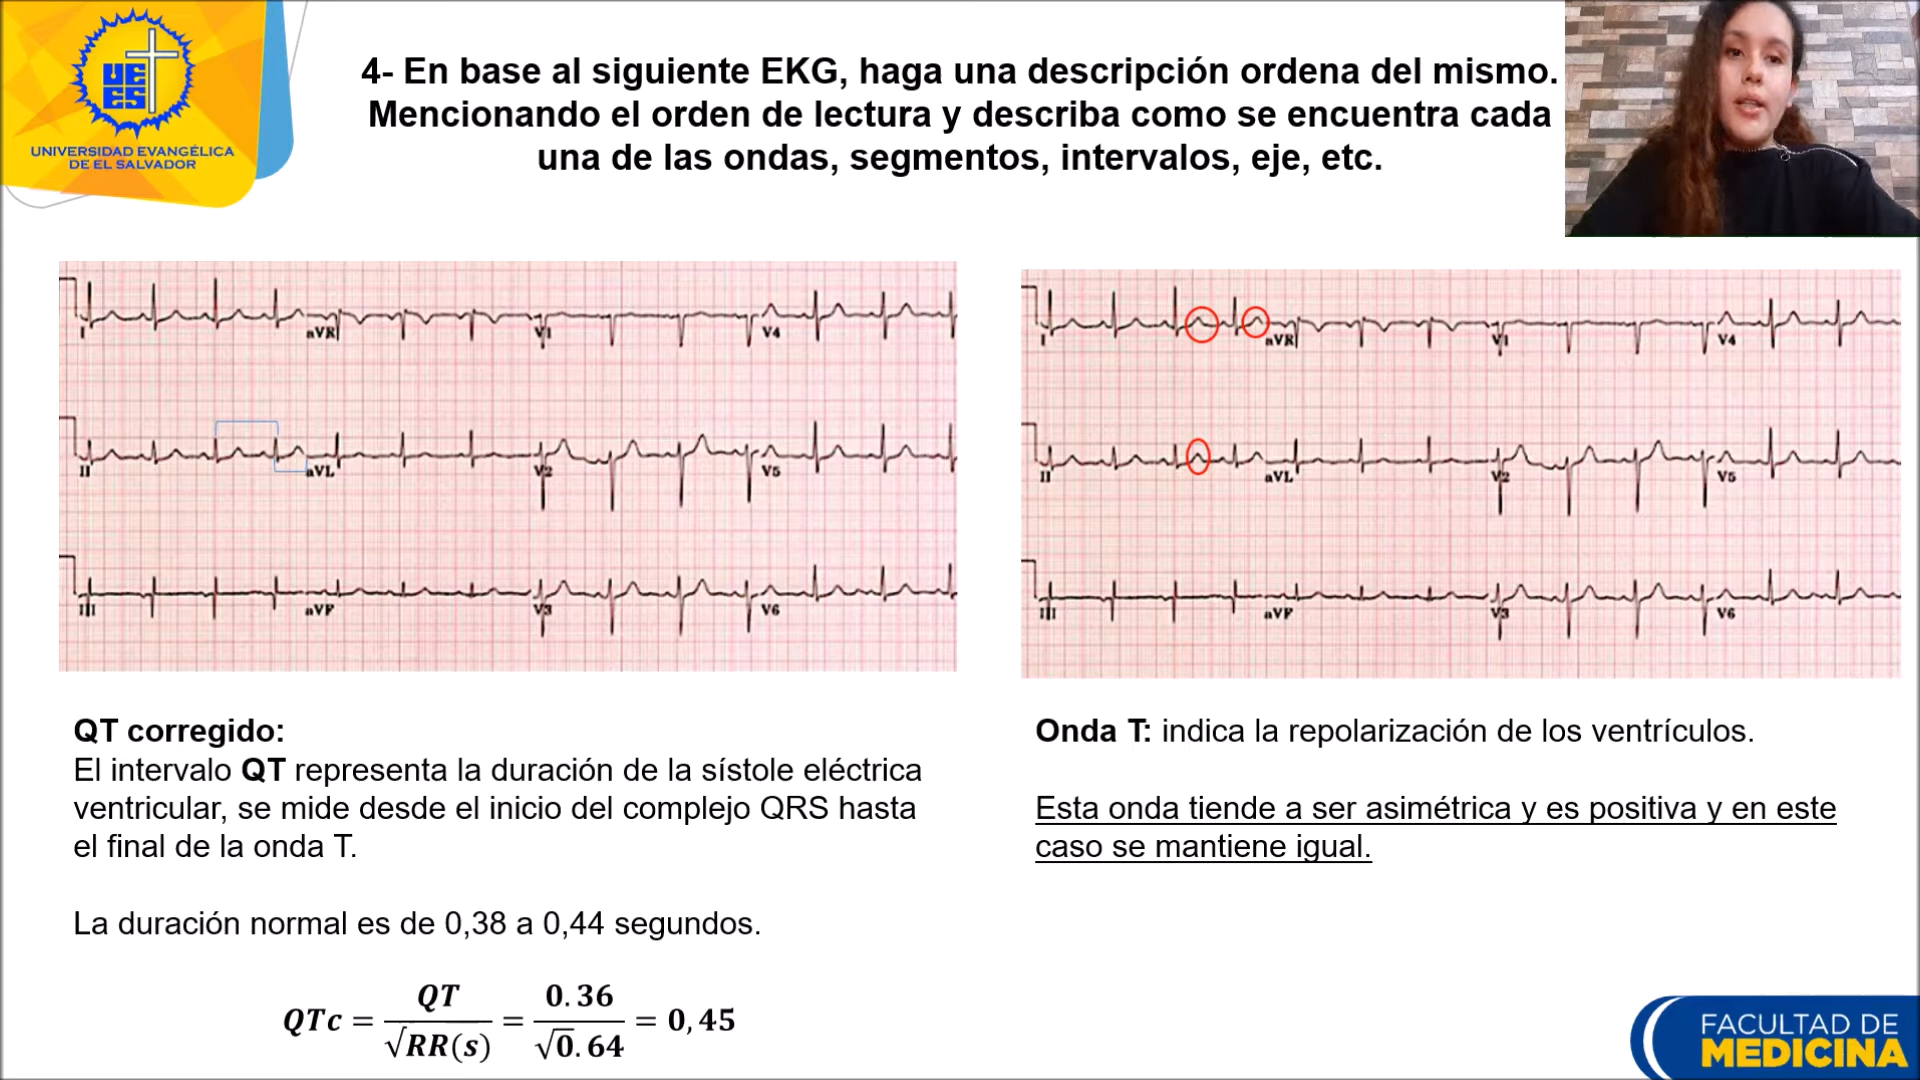 UNIVERSIDAD EVANGÉLICA
DE EL SALVADOR
UE
ES
4- En base al siguiente EKG, haga una descripción ordena del mismo.
Mencionando el orden de lectura y describa como se encuentra cada
una de las ondas, segmentos, intervalos, eje, etc.
I aVR V1 V4
II aVL V2 V5
III aVF V3 V6
I aVR V1 V4
II aVL V2 V5
III aVF V3 V6
QT corregido:
El intervalo QT representa la duración de la sístole eléctrica
ventricular, se mide desde el inicio del complejo QRS hasta
el final de la onda T.
La duración normal es de 0,38 a 0,44 segundos.
QTc = QT / √RR(s) = 0.36 / √0.64 = 0,45
Onda T: indica la repolarización de los ventrículos.
Esta onda tiende a ser asimétrica y es positiva y en este
caso se mantiene igual.
FACULTAD DE
MEDICINA